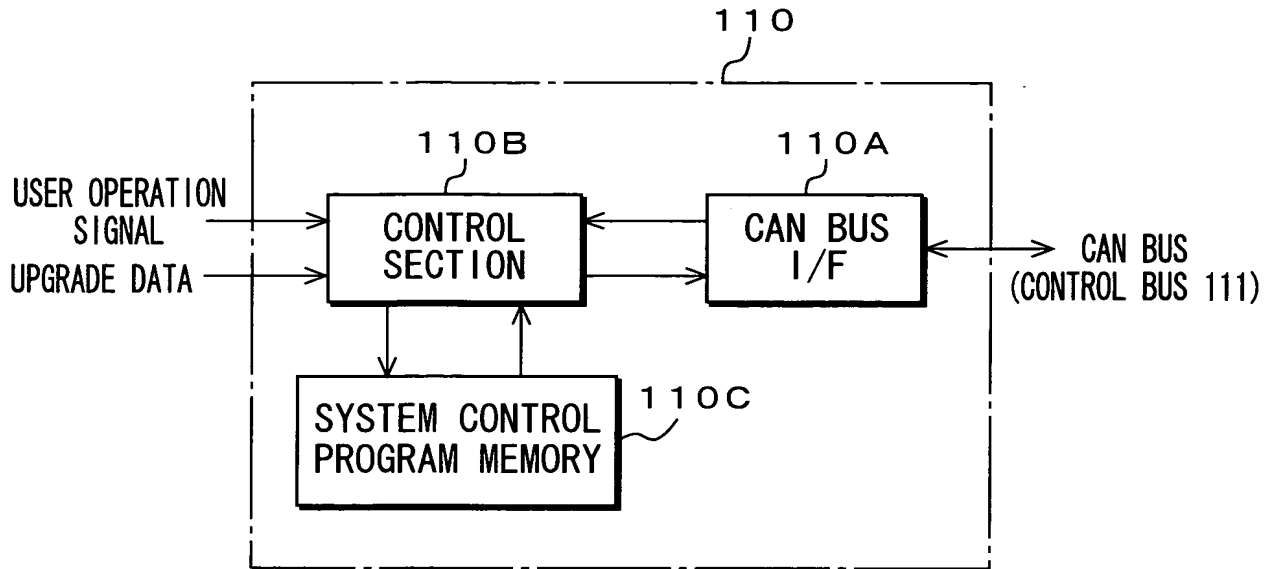 110
110B
110A
USER OPERATION
SIGNAL
UPGRADE DATA
CONTROL
SECTION
CAN BUS
I/F
CAN BUS
(CONTROL BUS 111)
110C
SYSTEM CONTROL
PROGRAM MEMORY